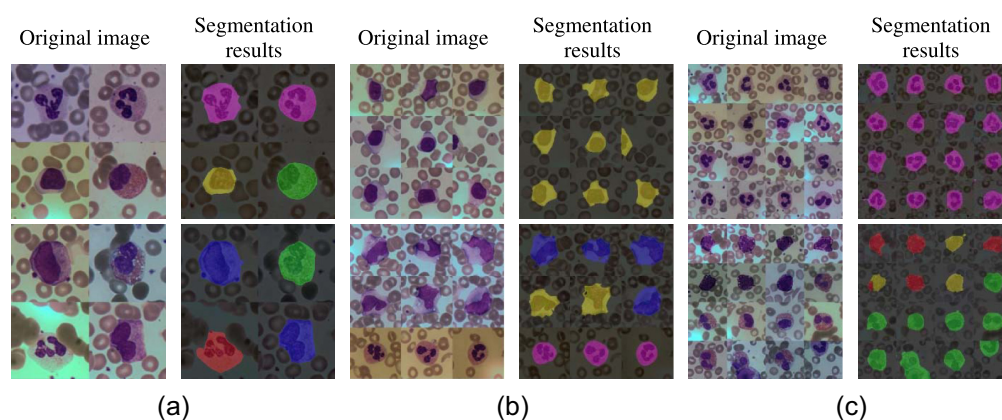 Original image
Segmentation
results
Original image
Segmentation
results
Original image
Segmentation
results
(a)
(b)
(c)